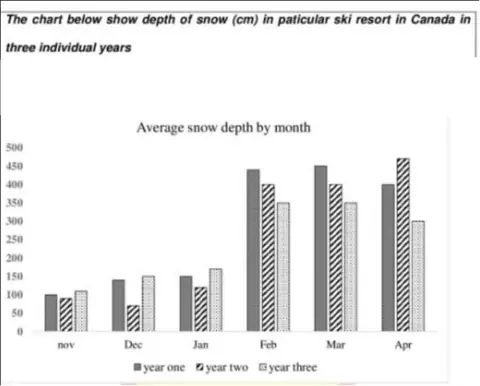 The chart below show depth of snow (cm) in paticular ski resort in Canada in
three individual years
Average snow depth by month
500
450
400
350
300
250
200
150
100
50
0
nov Dec Jan Feb Mar Apr
year one year two year three